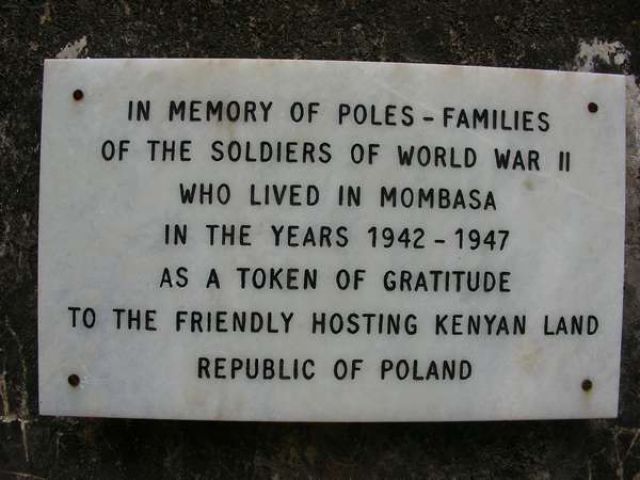 IN MEMORY OF POLES - FAMILIES
OF THE SOLDIERS OF WORLD WAR II
WHO LIVED IN MOMBASA
IN THE YEARS 1942 - 1947
AS A TOKEN OF GRATITUDE
TO THE FRIENDLY HOSTING KENYAN LAND
REPUBLIC OF POLAND